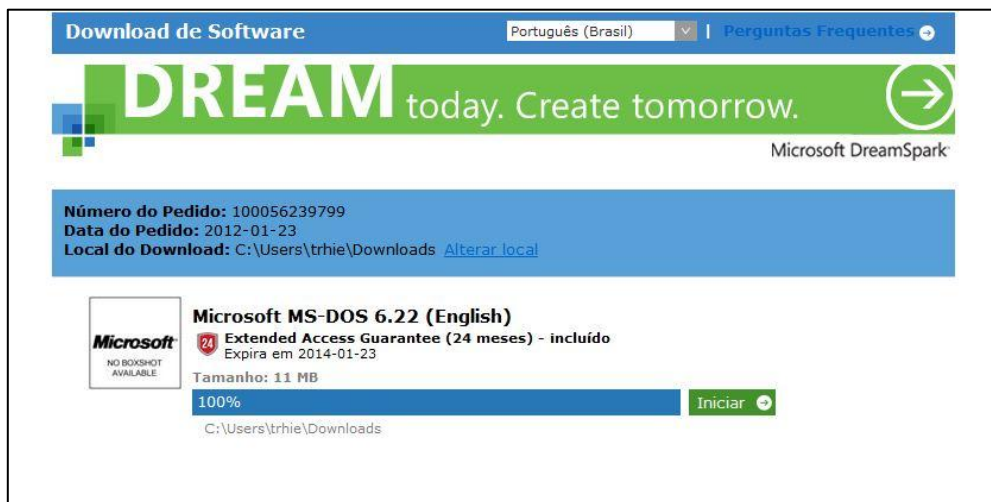 Download de Software
Português (Brasil)
| Perguntas Frequentes
DREAM today. Create tomorrow.
Microsoft DreamSpark
Número do Pedido: 100056239799
Data do Pedido: 2012-01-23
Local do Download: C:\Users\trhie\Downloads Alterar local
Microsoft
NO BOXSHOT
AVAILABLE
Microsoft MS-DOS 6.22 (English)
24 Extended Access Guarantee (24 meses) - incluído
Expira em 2014-01-23
Tamanho: 11 MB
100%
Iniciar
C:\Users\trhie\Downloads